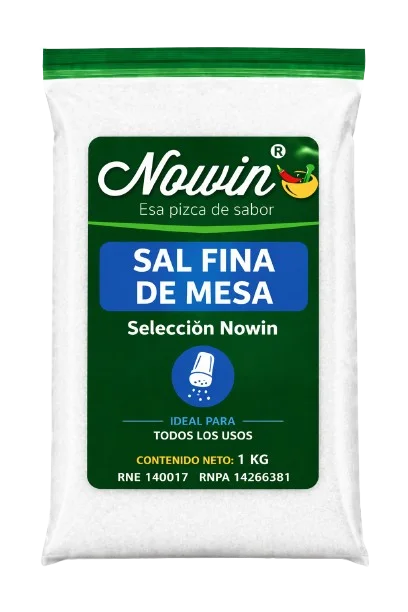 Nowin®
Esa pizca de sabor
SAL FINA
DE MESA
Selecciŏn Nowin
IDEAL PARA
TODOS LOS USOS
CONTENIDO NETO: 1 KG
RNE 140017 RNPA 14266381